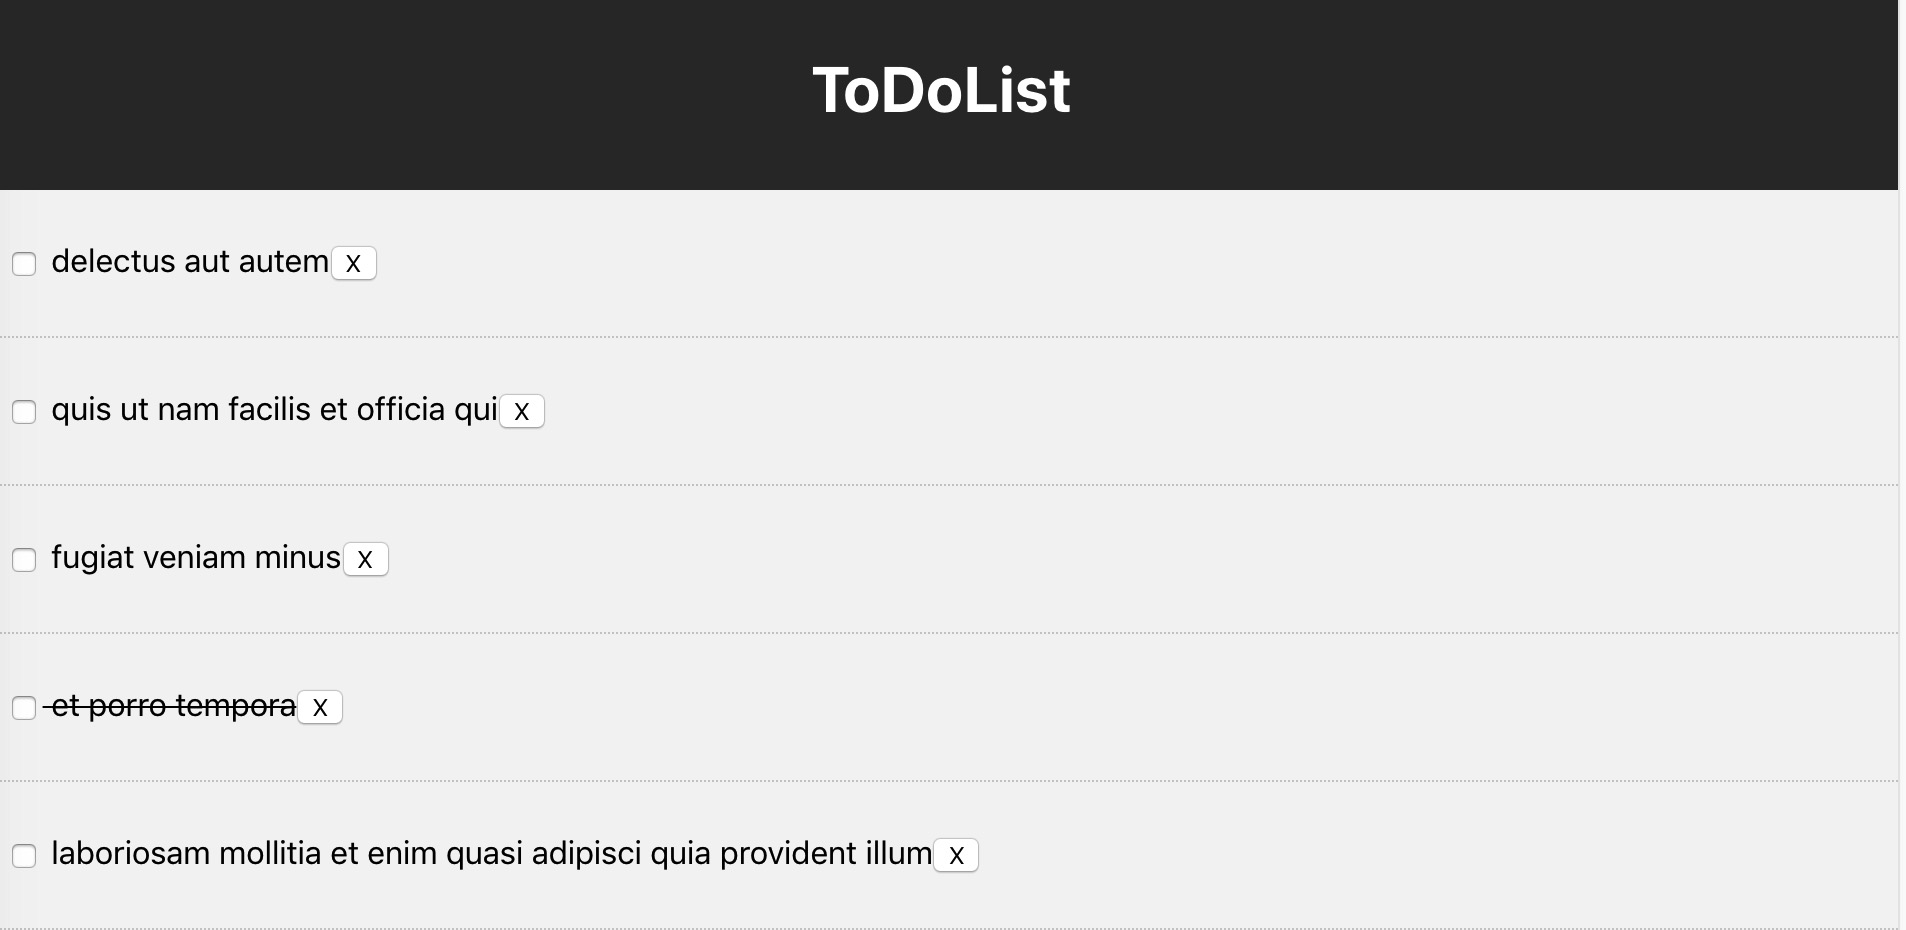 ToDoList
delectus aut autem X
quis ut nam facilis et officia qui X
fugiat veniam minus X
et porro tempora X
laboriosam mollitia et enim quasi adipisci quia provident illum X